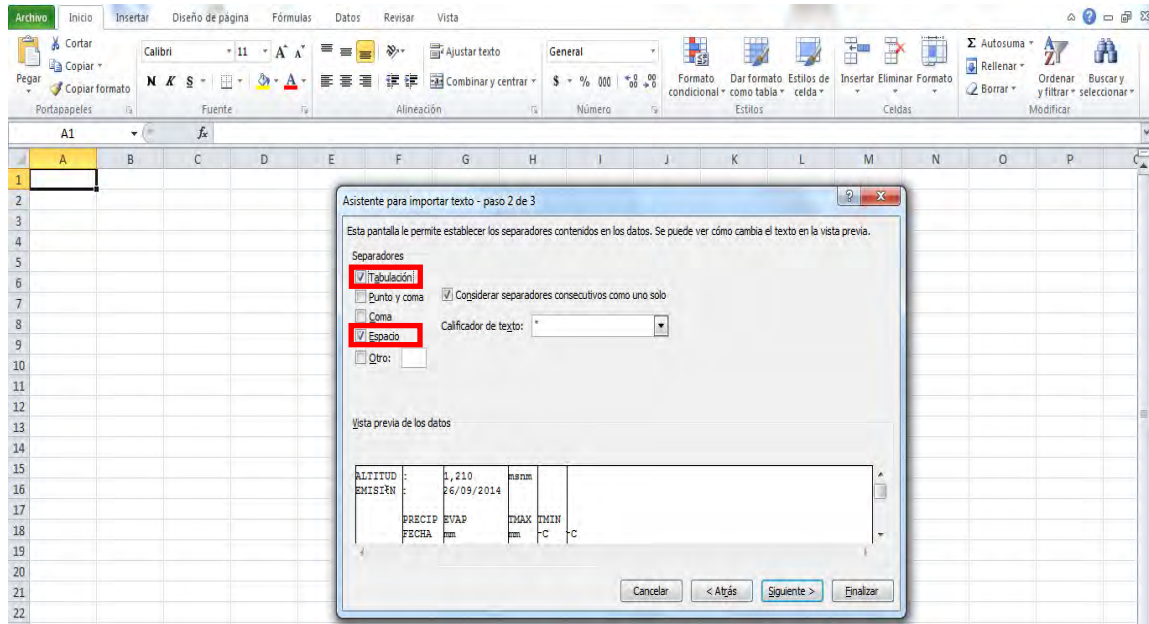 Archivo Inicio Insertar Diseño de página Fórmulas Datos Revisar Vista
Pegar
Cortar
Copiar
Copiar formato
Portapapeles
Calibri 11 A A
N K S A
Fuente
Ajustar texto
Combinar y centrar
Alineación
General
$ % 000
Número
Formato condicional
Dar formato como tabla
Estilos de celda
Estilos
Insertar Eliminar Formato
Celdas
Σ Autosuma
Rellenar
Borrar
Ordenar y filtrar
Buscar y seleccionar
Modificar
A1 fx
A B C D E F G H I J K L M N O P
1
2
3
4
5
6
7
8
9
10
11
12
13
14
15
16
17
18
19
20
21
22
Asistente para importar texto - paso 2 de 3
Esta pantalla le permite establecer los separadores contenidos en los datos. Se puede ver cómo cambia el texto en la vista previa.
Separadores
Tabulación
Punto y coma
Coma
Espacio
Otro:
Considerar separadores consecutivos como uno solo
Calificador de texto: "
Vista previa de los datos
ALTITUD : 1,210 msnm
: 26/09/2014
PRECIP EVAP TMAX TMIN
FECHA mm mm C C
Cancelar < Atrás Siguiente > Finalizar